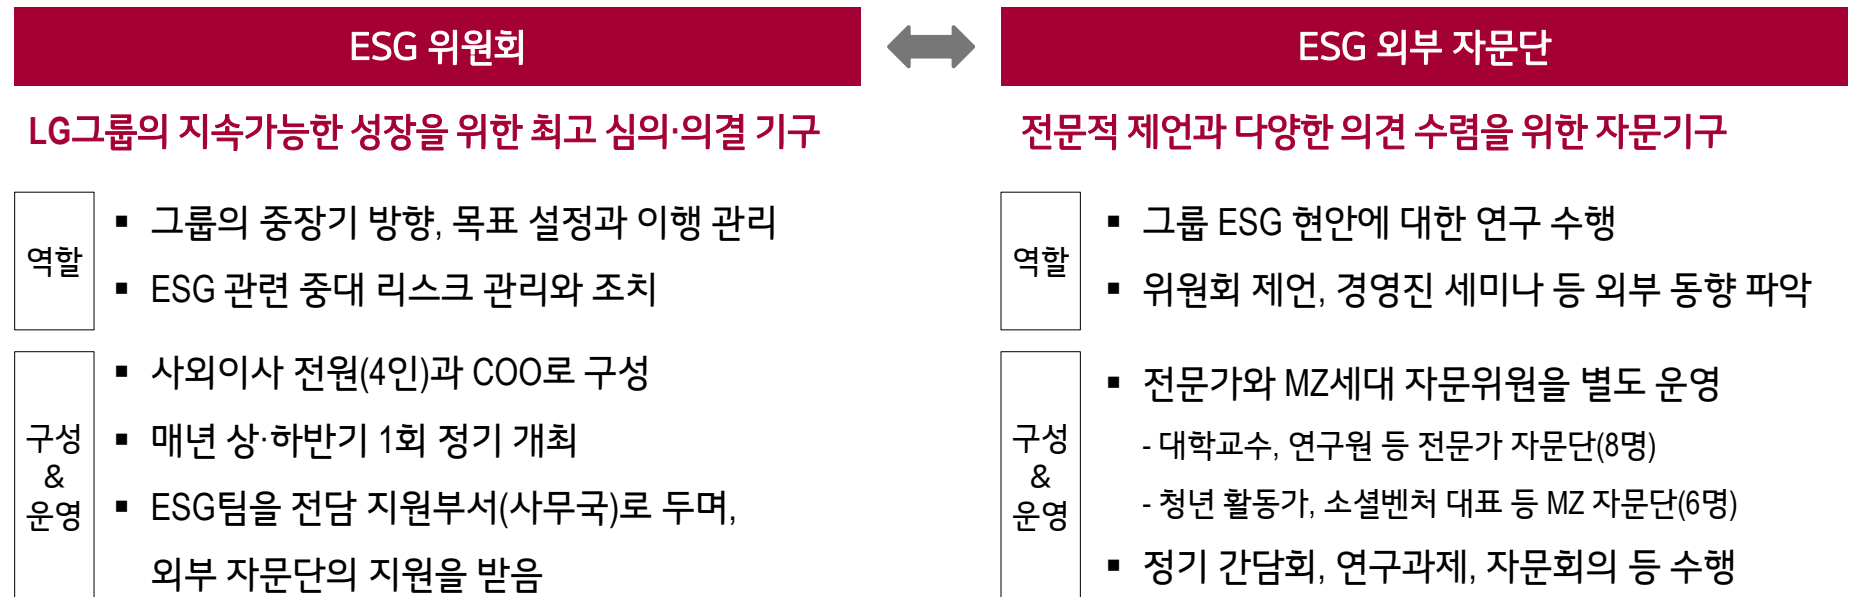 ESG 위원회
LG그룹의 지속가능한 성장을 위한 최고 심의·의결 기구
역할
▪ 그룹의 중장기 방향, 목표 설정과 이행 관리
▪ ESG 관련 중대 리스크 관리와 조치
구성
&
운영
▪ 사외이사 전원(4인)과 COO로 구성
▪ 매년 상·하반기 1회 정기 개최
▪ ESG팀을 전담 지원부서(사무국)로 두며,
외부 자문단의 지원을 받음
ESG 외부 자문단
전문적 제언과 다양한 의견 수렴을 위한 자문기구
역할
▪ 그룹 ESG 현안에 대한 연구 수행
▪ 위원회 제언, 경영진 세미나 등 외부 동향 파악
구성
&
운영
▪ 전문가와 MZ세대 자문위원을 별도 운영
- 대학교수, 연구원 등 전문가 자문단(8명)
- 청년 활동가, 소셜벤처 대표 등 MZ 자문단(6명)
▪ 정기 간담회, 연구과제, 자문회의 등 수행